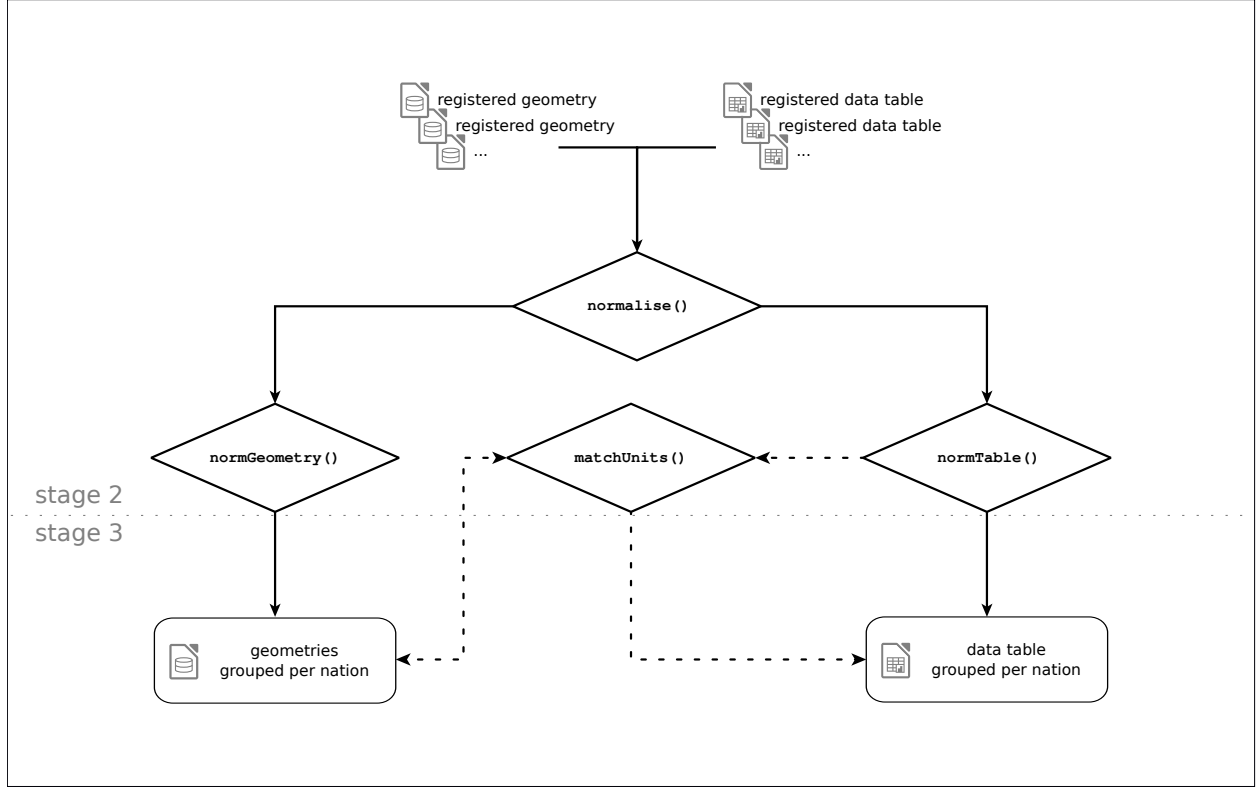 registered geometry
registered geometry
...
registered data table
registered data table
...
normalise()
normGeometry()
matchUnits()
normTable()
stage 2
stage 3
geometries
grouped per nation
data table
grouped per nation